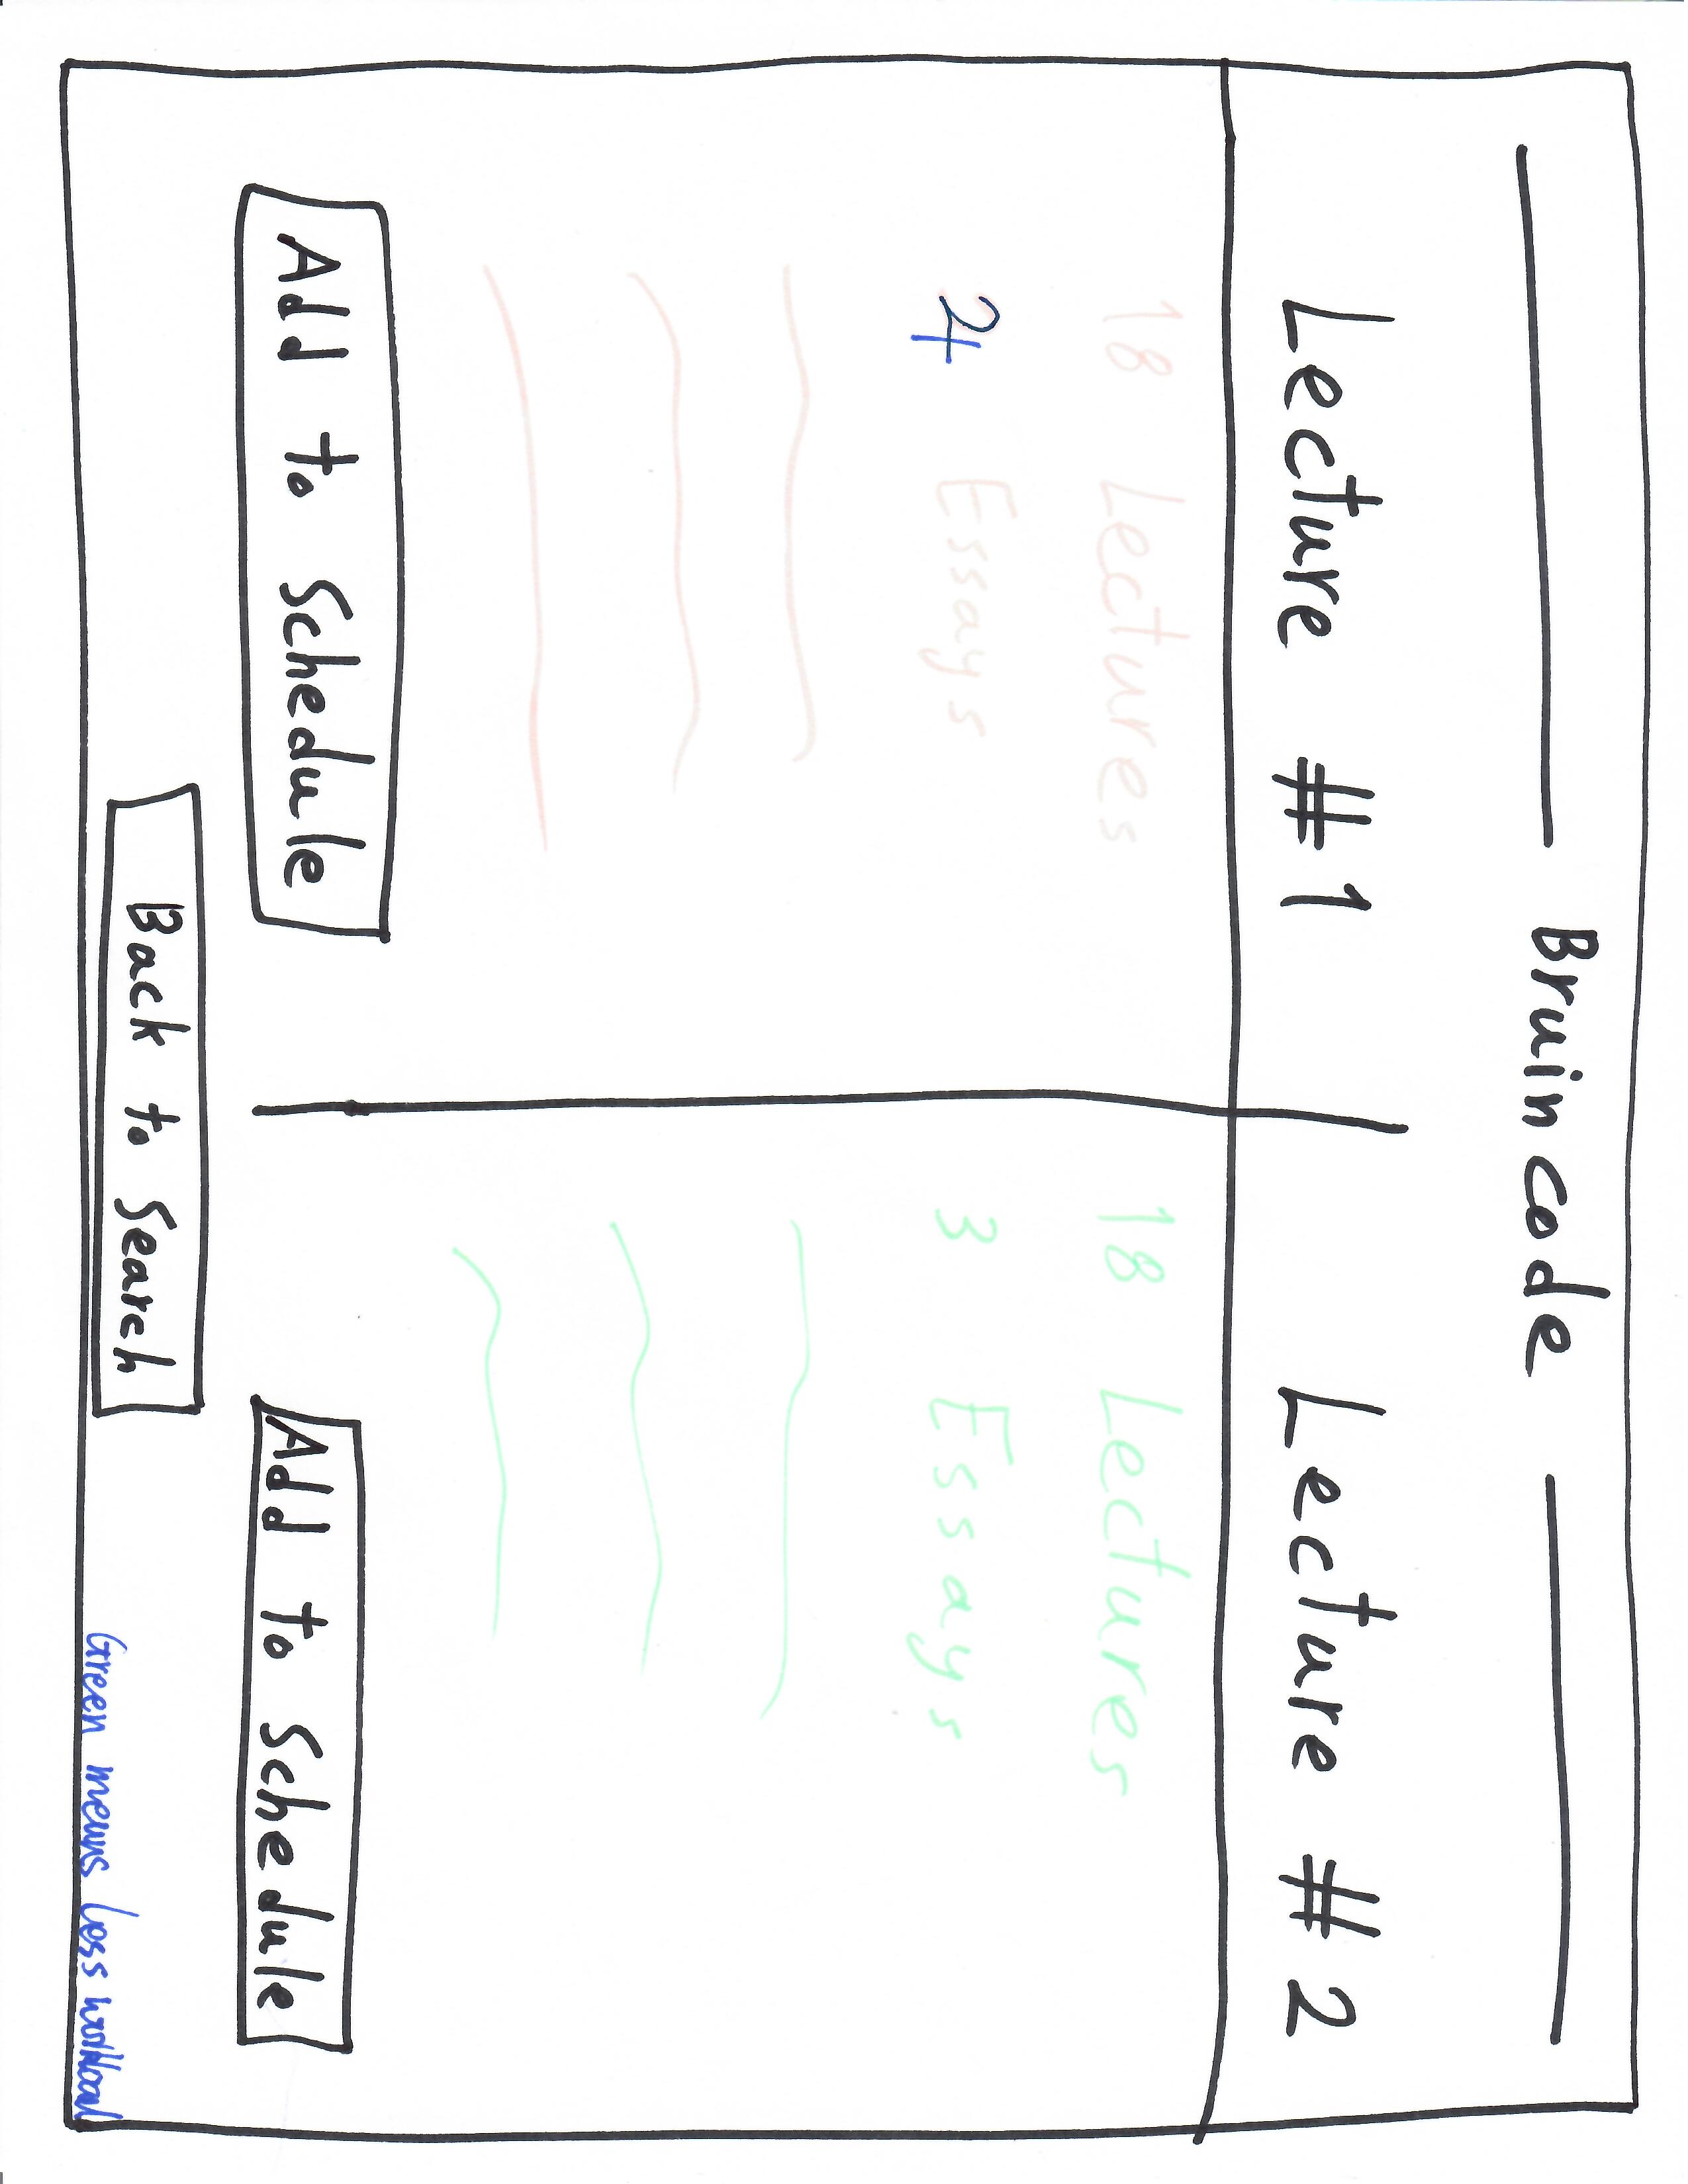 Bruin code
Lecture #1 Lecture #2
18 Lectures 18 Lectures
4 Essays 3 Essays
Add to Schedule Add to Schedule
Back to Search
Green means less workload